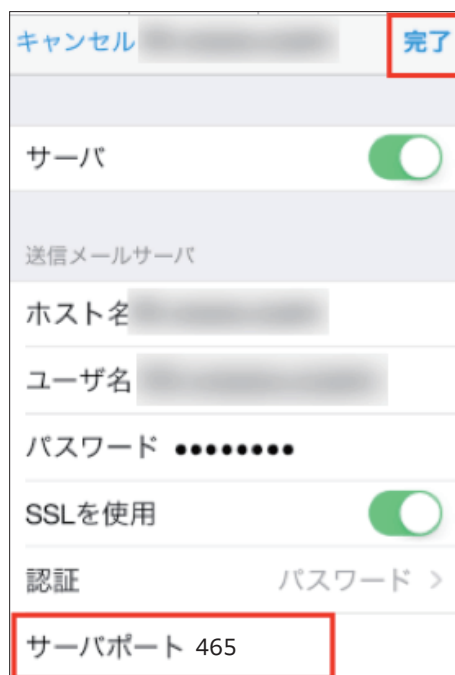 キャンセル 完了
サーバ
送信メールサーバ
ホスト名
ユーザ名
パスワード ●●●●●●●●
SSLを使用
認証 パスワード >
サーバポート 465